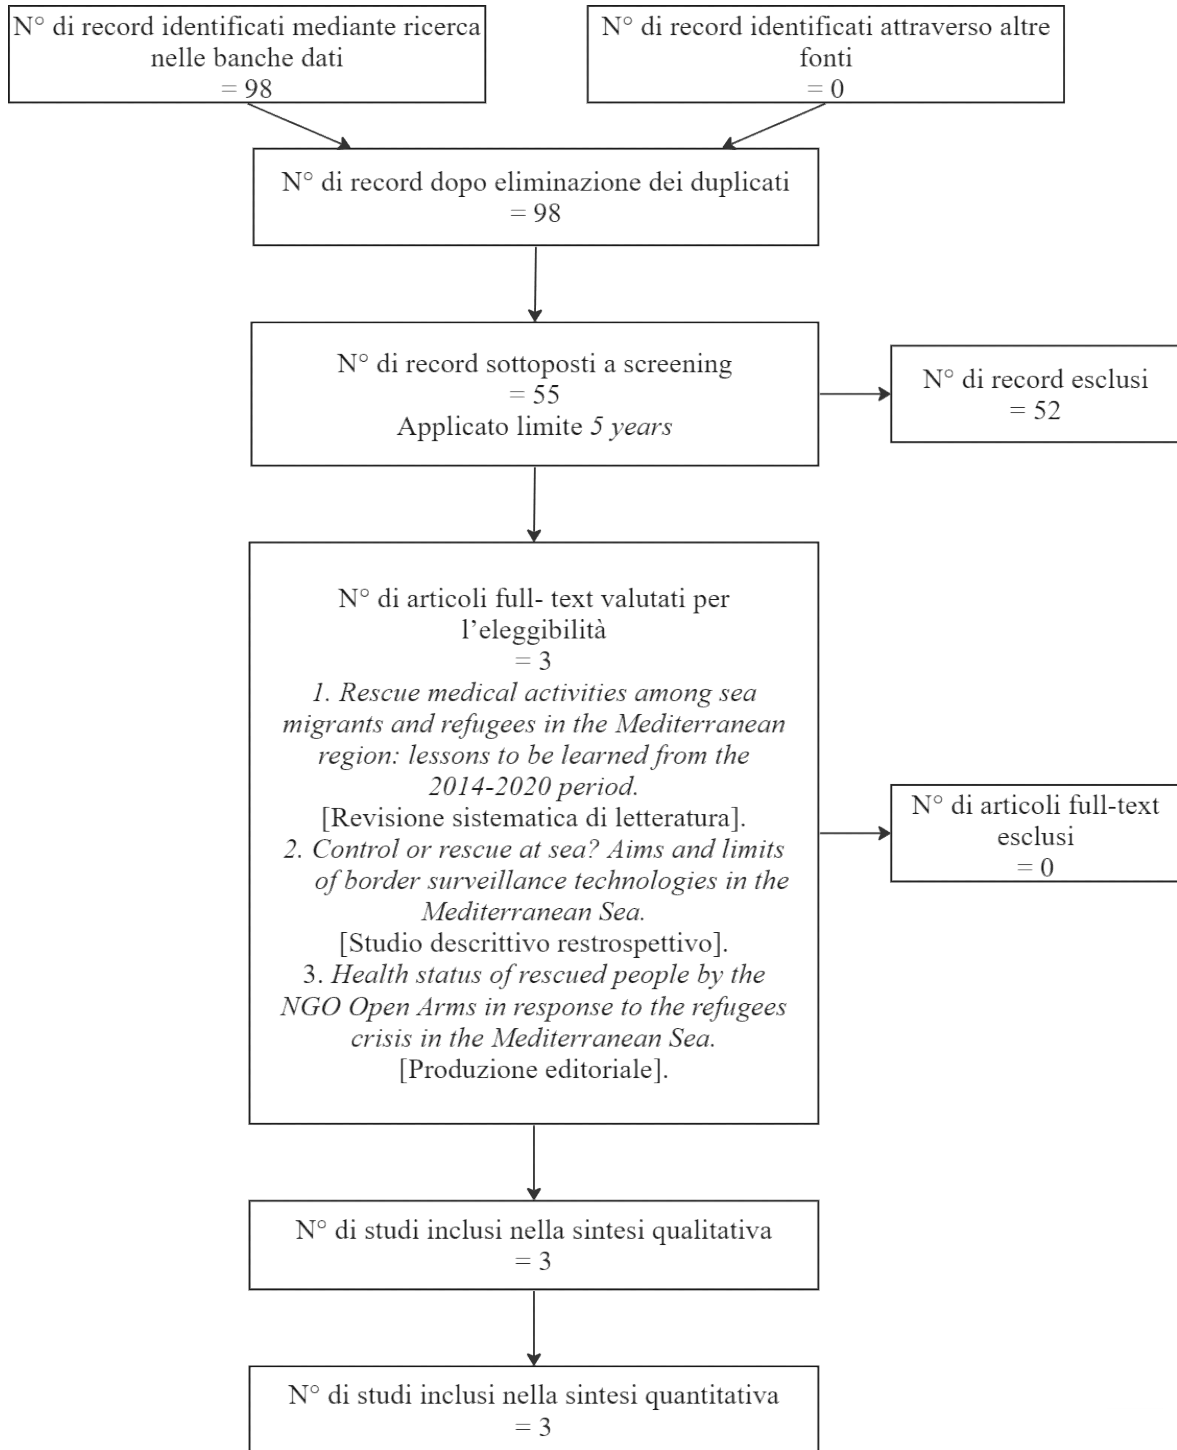 N° di record identificati mediante ricerca
nelle banche dati
= 98
N° di record identificati attraverso altre
fonti
= 0
N° di record dopo eliminazione dei duplicati
= 98
N° di record sottoposti a screening
= 55
Applicato limite 5 years
N° di record esclusi
= 52
N° di articoli full- text valutati per
l’eleggibilità
= 3
1. Rescue medical activities among sea
migrants and refugees in the Mediterranean
region: lessons to be learned from the
2014-2020 period.
[Revisione sistematica di letteratura].
2. Control or rescue at sea? Aims and limits
of border surveillance technologies in the
Mediterranean Sea.
[Studio descrittivo restrospettivo].
3. Health status of rescued people by the
NGO Open Arms in response to the refugees
crisis in the Mediterranean Sea.
[Produzione editoriale].
N° di articoli full-text
esclusi
= 0
N° di studi inclusi nella sintesi qualitativa
= 3
N° di studi inclusi nella sintesi quantitativa
= 3